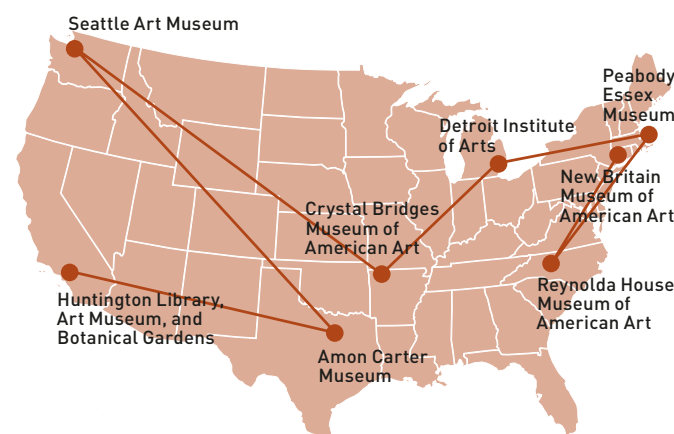 Seattle Art Museum
Peabody
Essex
Museum
Detroit Institute
of Arts
New Britain
Museum of
American Art
Crystal Bridges
Museum of
American Art
Reynolda House
Museum of
American Art
Huntington Library,
Art Museum, and
Botanical Gardens
Amon Carter
Museum